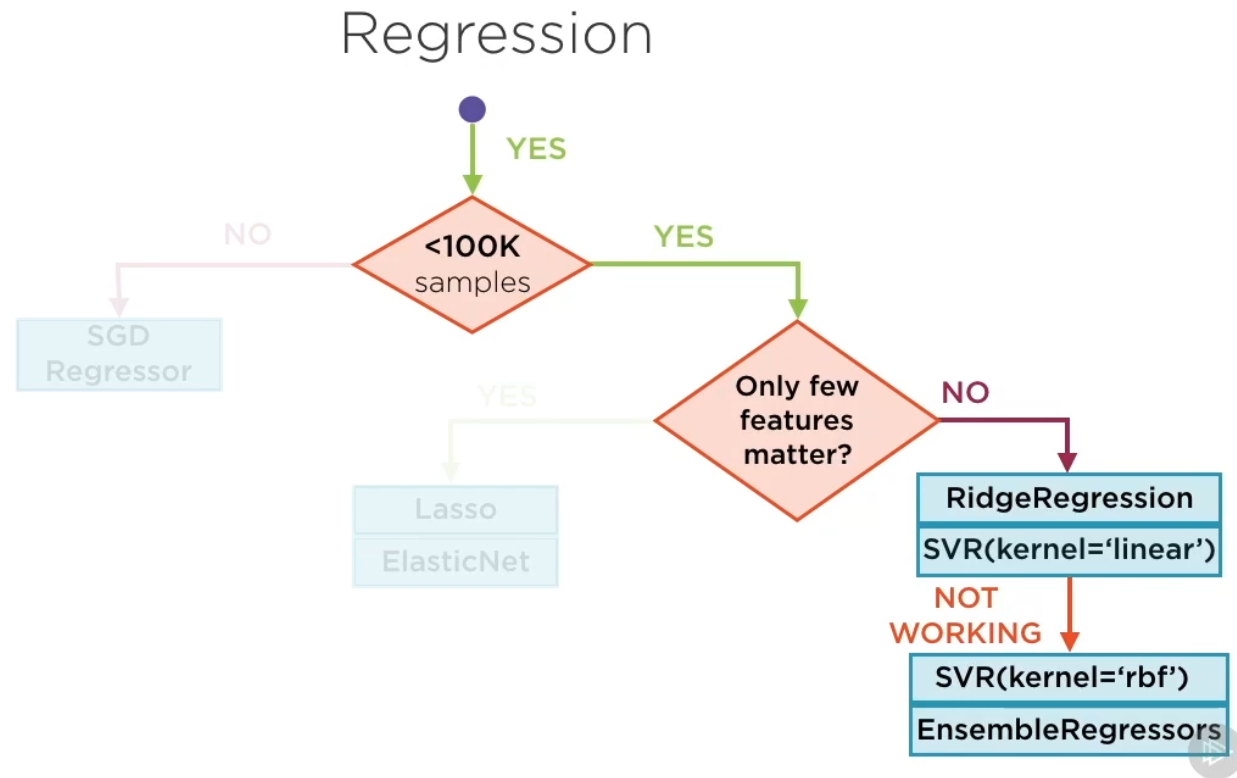 Regression
YES
<100K
samples
NO
YES
SGD
Regressor
Only few
features
matter?
YES
NO
Lasso
ElasticNet
RidgeRegression
SVR(kernel=‘linear’)
NOT
WORKING
SVR(kernel=‘rbf’)
EnsembleRegressors